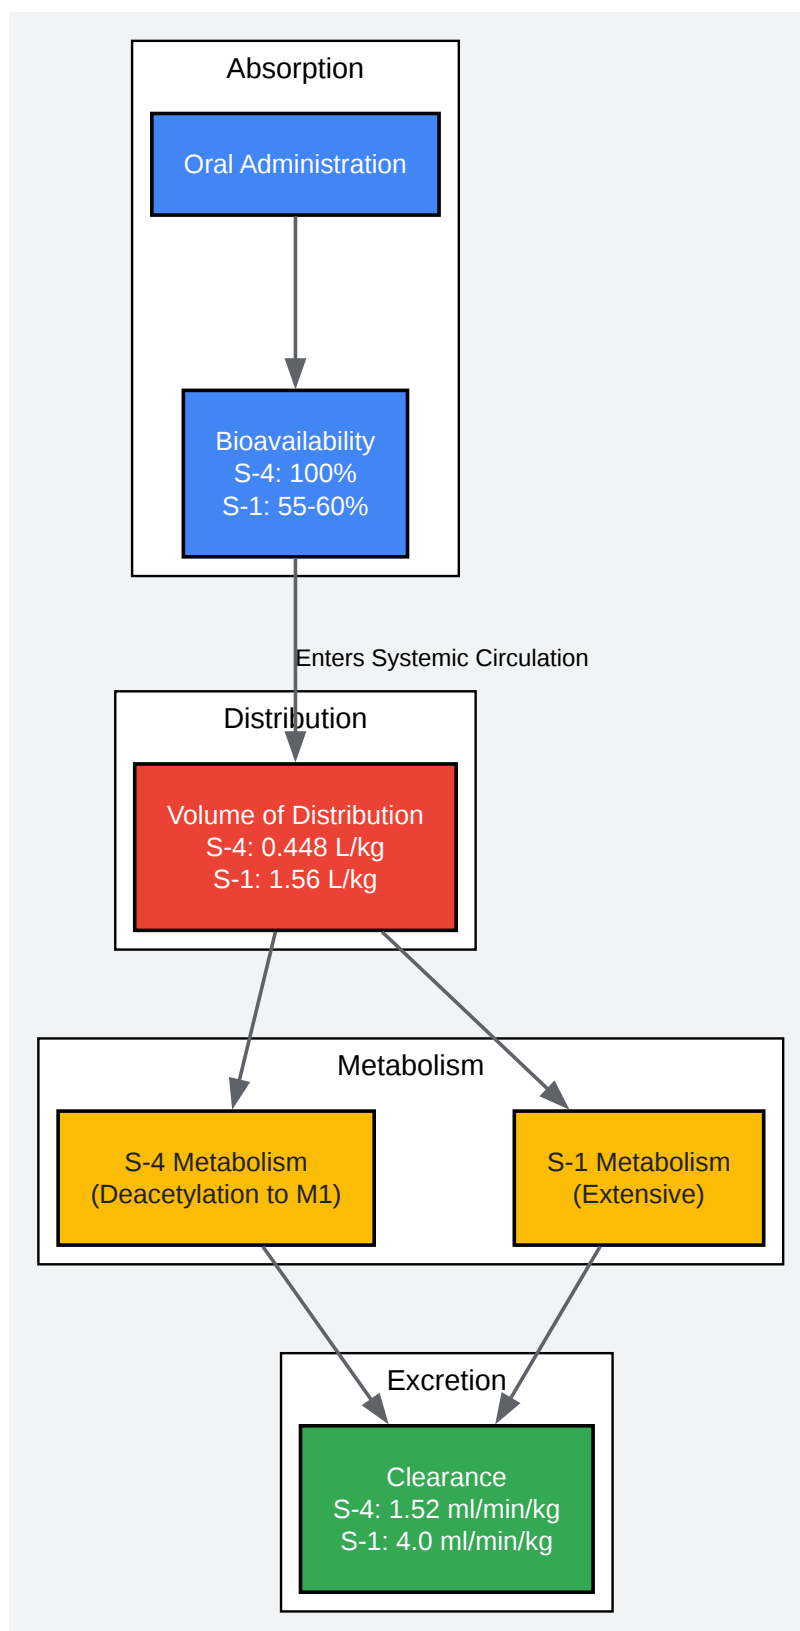 Absorption
Oral Administration
Bioavailability
S-4: 100%
S-1: 55-60%
Enters Systemic Circulation
Distribution
Volume of Distribution
S-4: 0.448 L/kg
S-1: 1.56 L/kg
Metabolism
S-4 Metabolism
(Deacetylation to M1)
S-1 Metabolism
(Extensive)
Excretion
Clearance
S-4: 1.52 ml/min/kg
S-1: 4.0 ml/min/kg